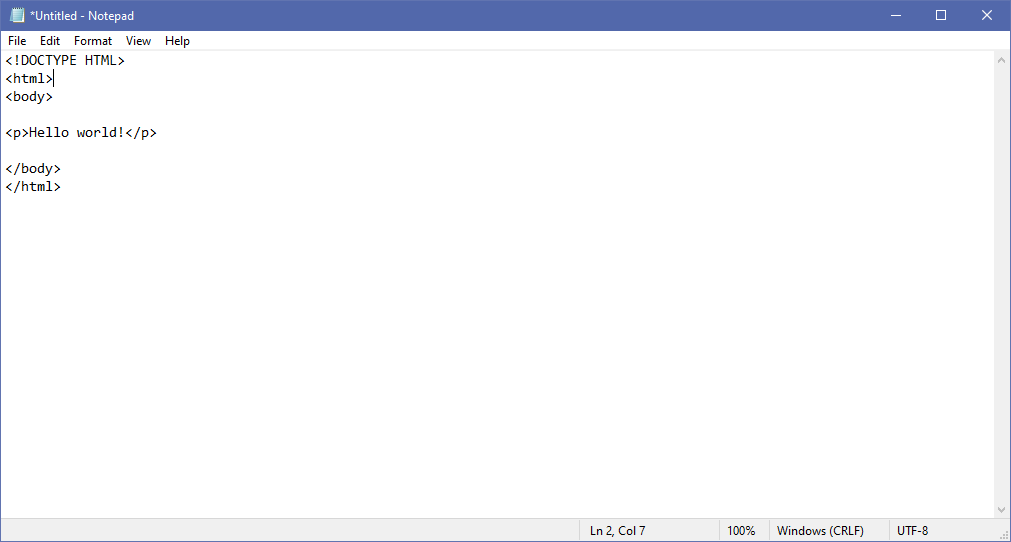 *Untitled - Notepad
File Edit Format View Help
<!DOCTYPE HTML>
<html>
<body>
<p>Hello world!</p>
</body>
</html>
Ln 2, Col 7 100% Windows (CRLF) UTF-8